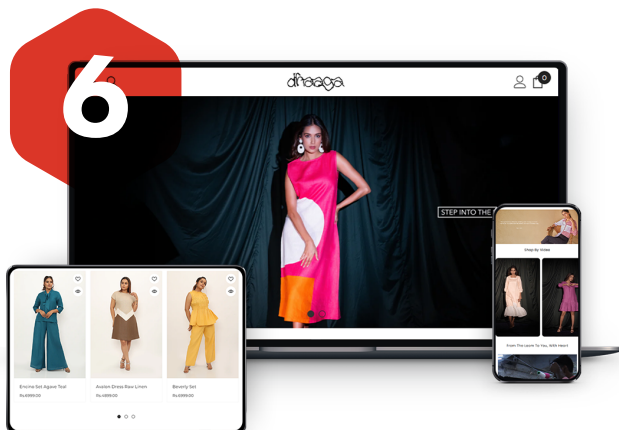 6
dhaaga
0
STEP INTO THE
Shop By Video
From The Loom To You, With Heart
Encina Set Agave Teal
Rs.6999.00
Avalon Dress Raw Linen
Rs.4899.00
Beverly Set
Rs.6999.00